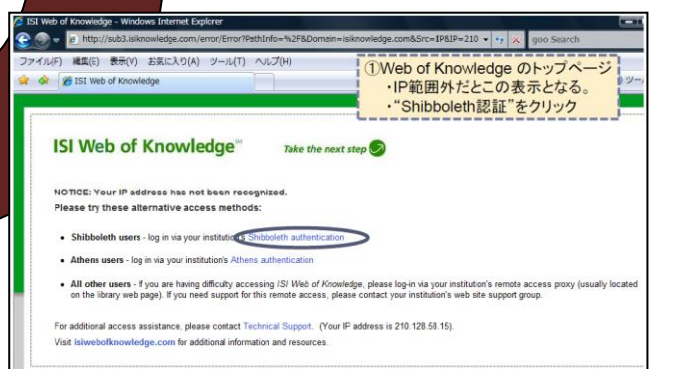 ISI Web of Knowledge - Windows Internet Explorer
http://sub3.isiknowledge.com/error/Error?PathInfo=%2F&Domain=isiknowledge.com&Src=IP&IP=210
goo Search
ファイル(F) 編集(E) 表示(V) お気に入り(A) ツール(T) ヘルプ(H)
ISI Web of Knowledge
①Web of Knowledge のトップページ
・IP範囲外だとこの表示となる。
・“Shibboleth認証”をクリック
ISI Web of Knowledge℠
Take the next step
NOTICE: Your IP address has not been recognized.
Please try these alternative access methods:
• Shibboleth users - log in via your institution's Shibboleth authentication
• Athens users - log in via your institution's Athens authentication
• All other users - If you are having difficulty accessing ISI Web of Knowledge, please log-in via your institution's remote access proxy (usually located
on the library web page). If you need support for this remote access, please contact your institution's web site support group.
For additional access assistance, please contact Technical Support. (Your IP address is 210.128.58.15).
Visit isiwebofknowledge.com for additional information and resources.